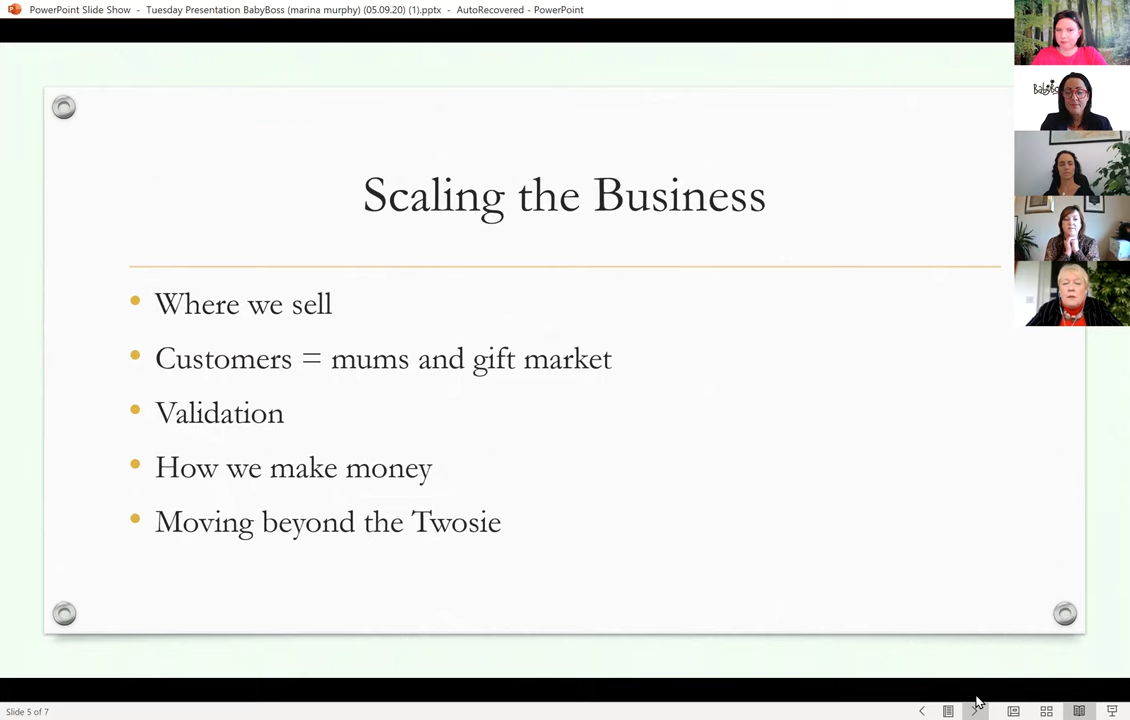 PowerPoint Slide Show - Tuesday Presentation BabyBoss (marina murphy) (05.09.20) (1).pptx - AutoRecovered - PowerPoint
Scaling the Business
Where we sell
Customers = mums and gift market
Validation
How we make money
Moving beyond the Twosie
Slide 5 of 7